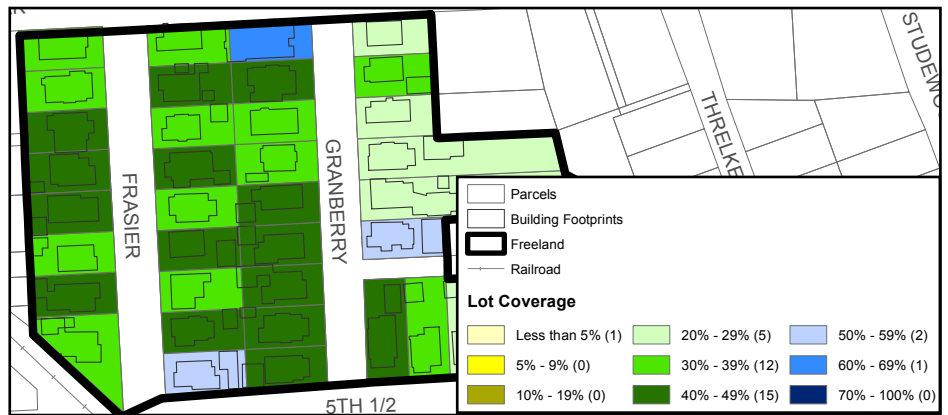 STUDEWO
THRELKE
GRANBERRY
FRASIER
5TH 1/2
Parcels
Building Footprints
Freeland
Railroad
Lot Coverage
Less than 5% (1)
5% - 9% (0)
10% - 19% (0)
20% - 29% (5)
30% - 39% (12)
40% - 49% (15)
50% - 59% (2)
60% - 69% (1)
70% - 100% (0)